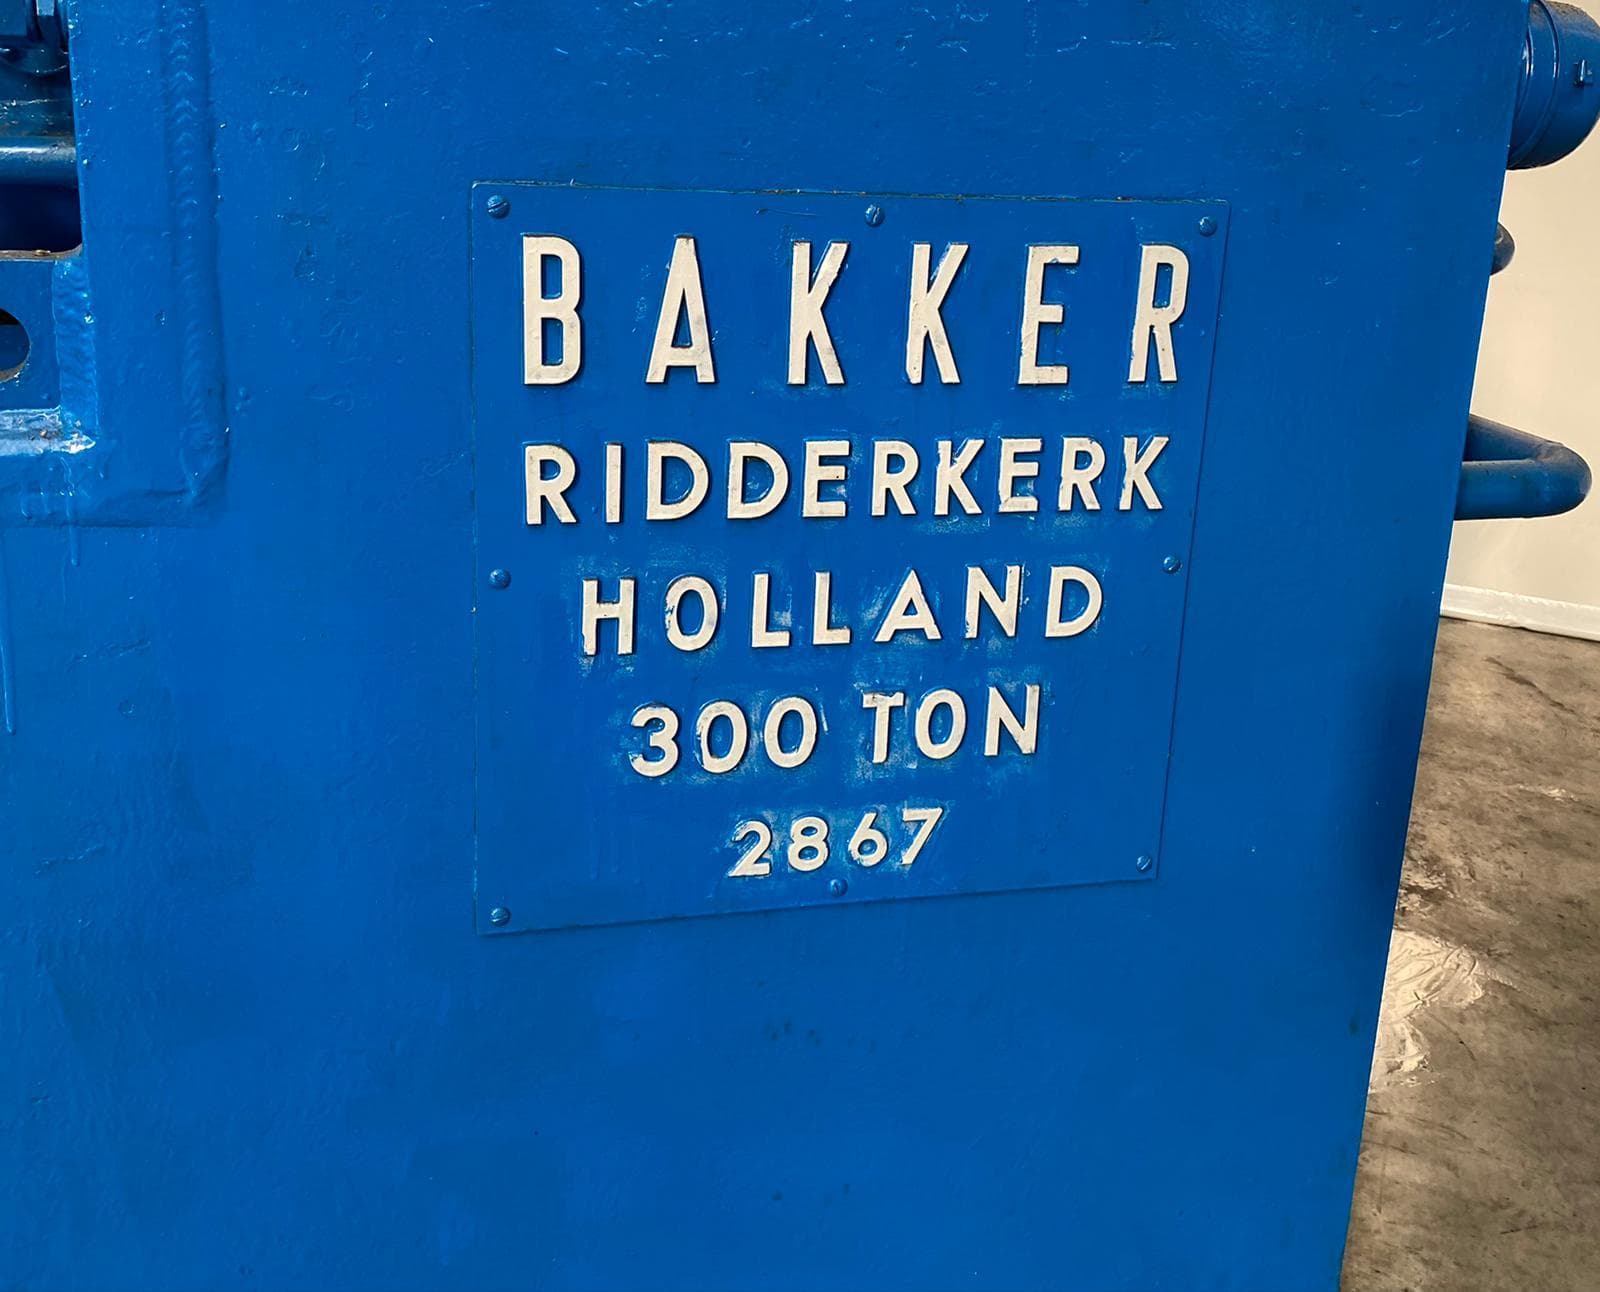 BAKKER
RIDDERKERK
HOLLAND
300 TON
2867